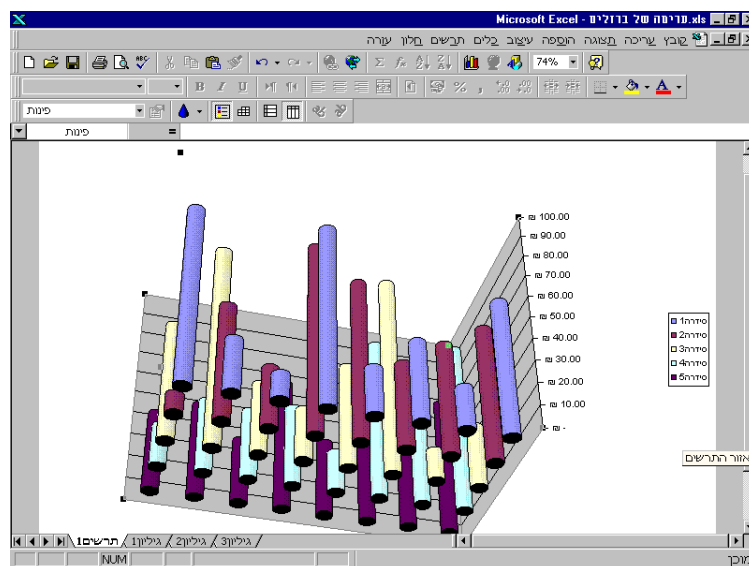 Microsoft Excel - עריסה של ברזלים.xls
קובץ עריכה תצוגה הוספה עיצוב כלים תרשים חלון עזרה
74%
B I U
פינות
פינות =
₪ 100.00
₪ 90.00
₪ 80.00
₪ 70.00
₪ 60.00
₪ 50.00
₪ 40.00
₪ 30.00
₪ 20.00
₪ 10.00
₪ -
סידרה1
סידרה2
סידרה3
סידרה4
סידרה5
אזור התרשים
תרשים1 / גיליון1 / גיליון2 / גיליון3
NUM
מוכן